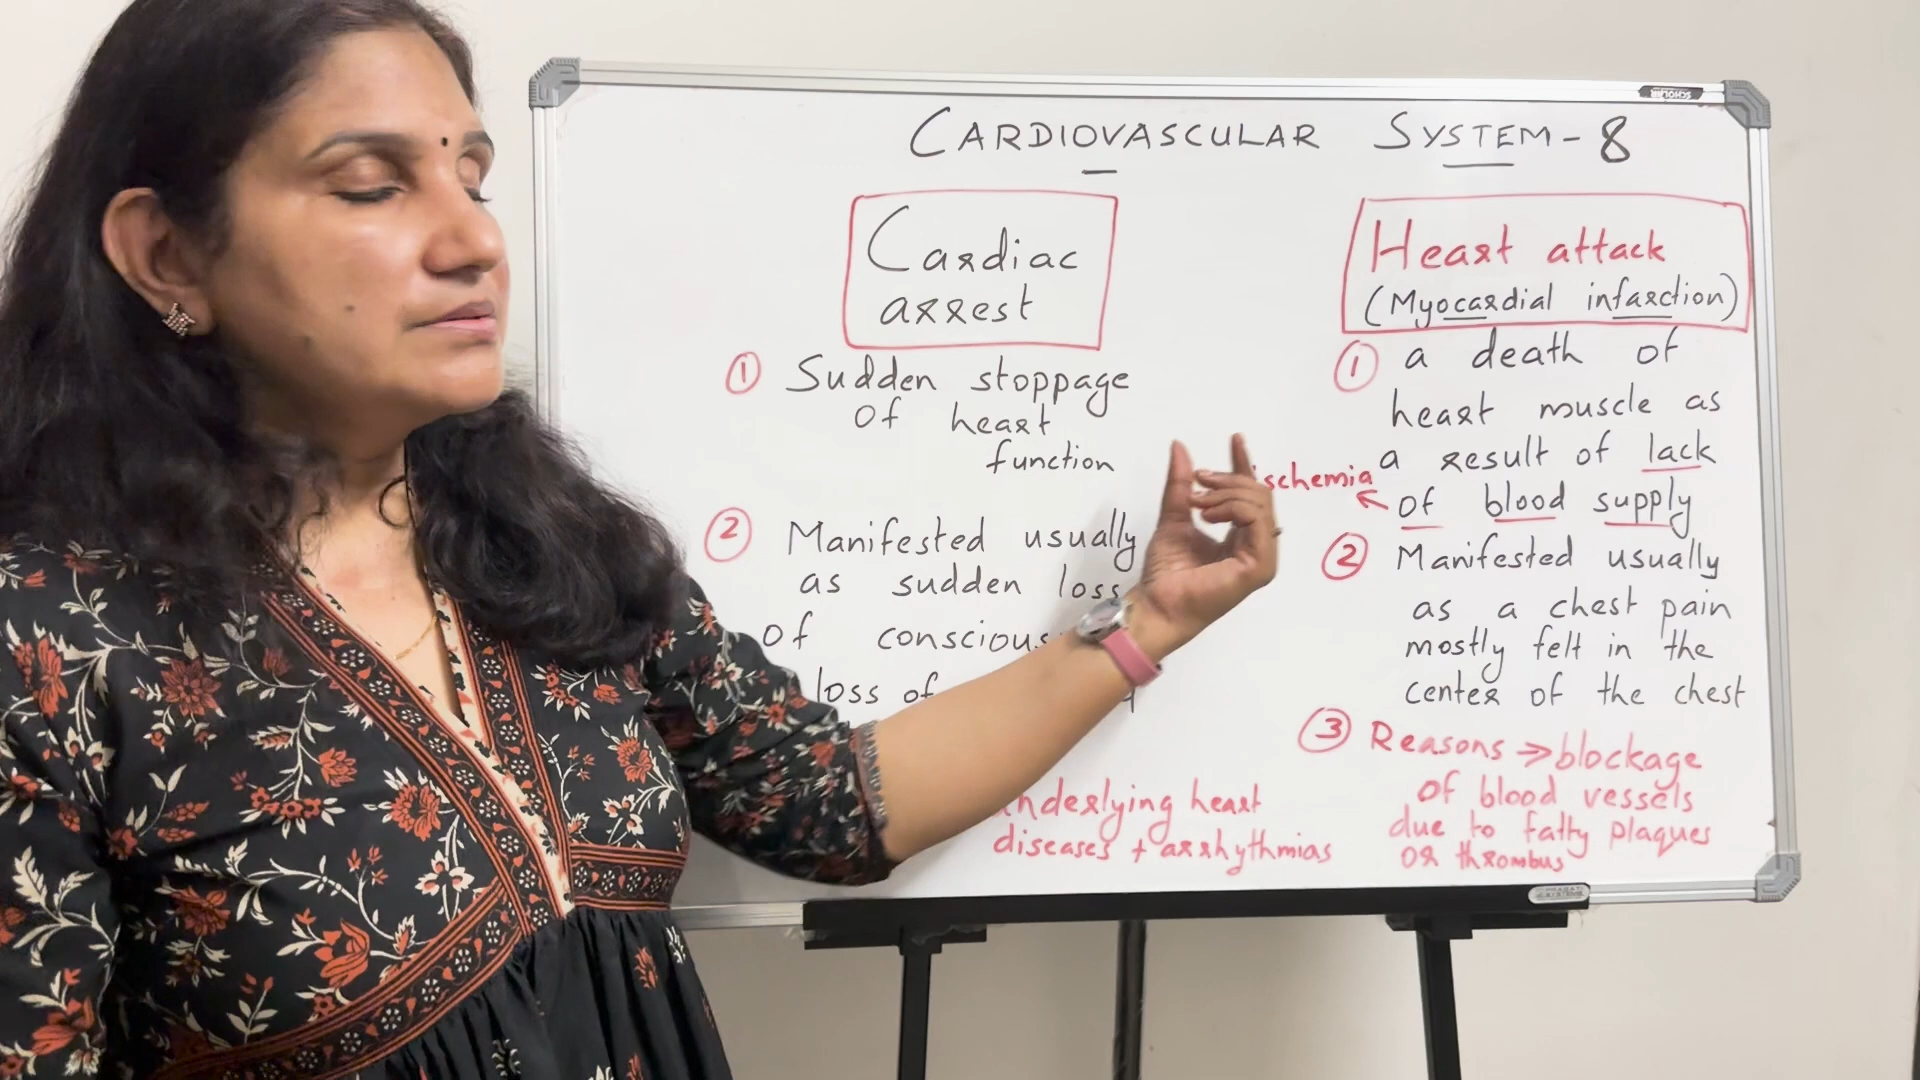 CARDIOVASCULAR SYSTEM - 8
Cardiac
arrest
1 Sudden stoppage
of heart
function
2 Manifested usually
as sudden loss
of
loss of
underlying heart
diseases + arrhythmias
Heart attack
(Myocardial infarction)
1 a death of
heart muscle as
a result of lack
ischemia
of blood supply
2 Manifested usually
as a chest pain
mostly felt in the
center of the chest
3 Reasons => blockage
of blood vessels
due to fatty plaques
or thrombus